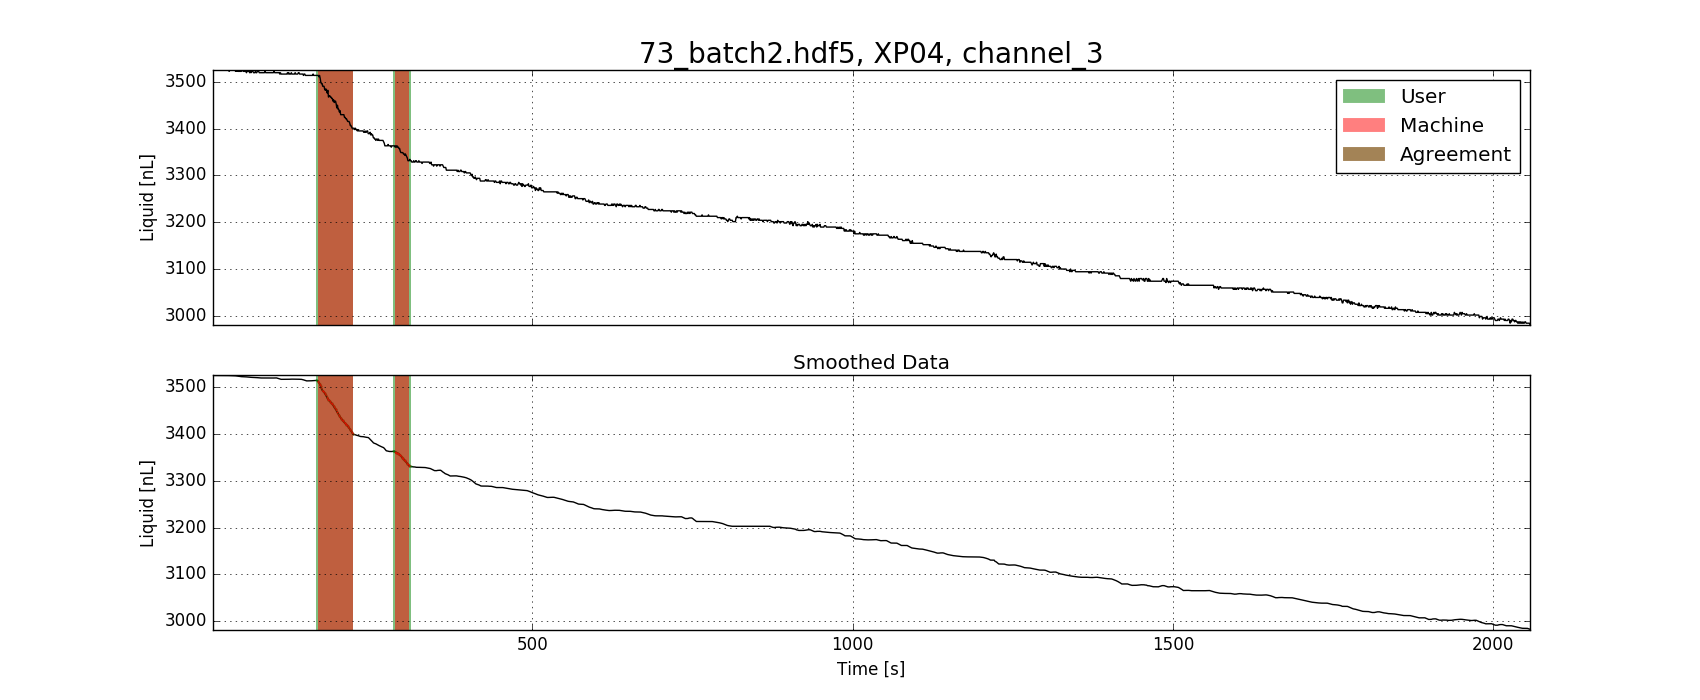 73_batch2.hdf5, XP04, channel_3
3500
3400
3300
3200
3100
3000
Liquid [nL]
User
Machine
Agreement
Smoothed Data
3500
3400
3300
3200
3100
3000
Liquid [nL]
500
1000
1500
2000
Time [s]